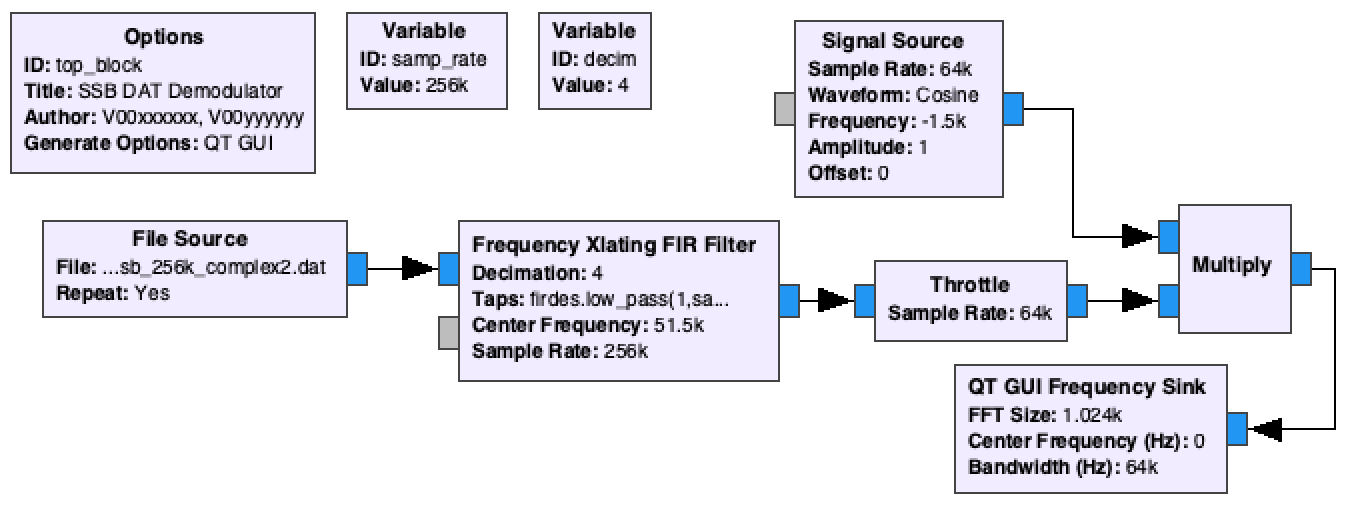 Options
ID: top_block
Title: SSB DAT Demodulator
Author: V00xxxxxx, V00yyyyyy
Generate Options: QT GUI
Variable
ID: samp_rate
Value: 256k
Variable
ID: decim
Value: 4
Signal Source
Sample Rate: 64k
Waveform: Cosine
Frequency: -1.5k
Amplitude: 1
Offset: 0
File Source
File: ...sb_256k_complex2.dat
Repeat: Yes
Frequency Xlating FIR Filter
Decimation: 4
Taps: firdes.low_pass(1,sa...
Center Frequency: 51.5k
Sample Rate: 256k
Throttle
Sample Rate: 64k
Multiply
QT GUI Frequency Sink
FFT Size: 1.024k
Center Frequency (Hz): 0
Bandwidth (Hz): 64k